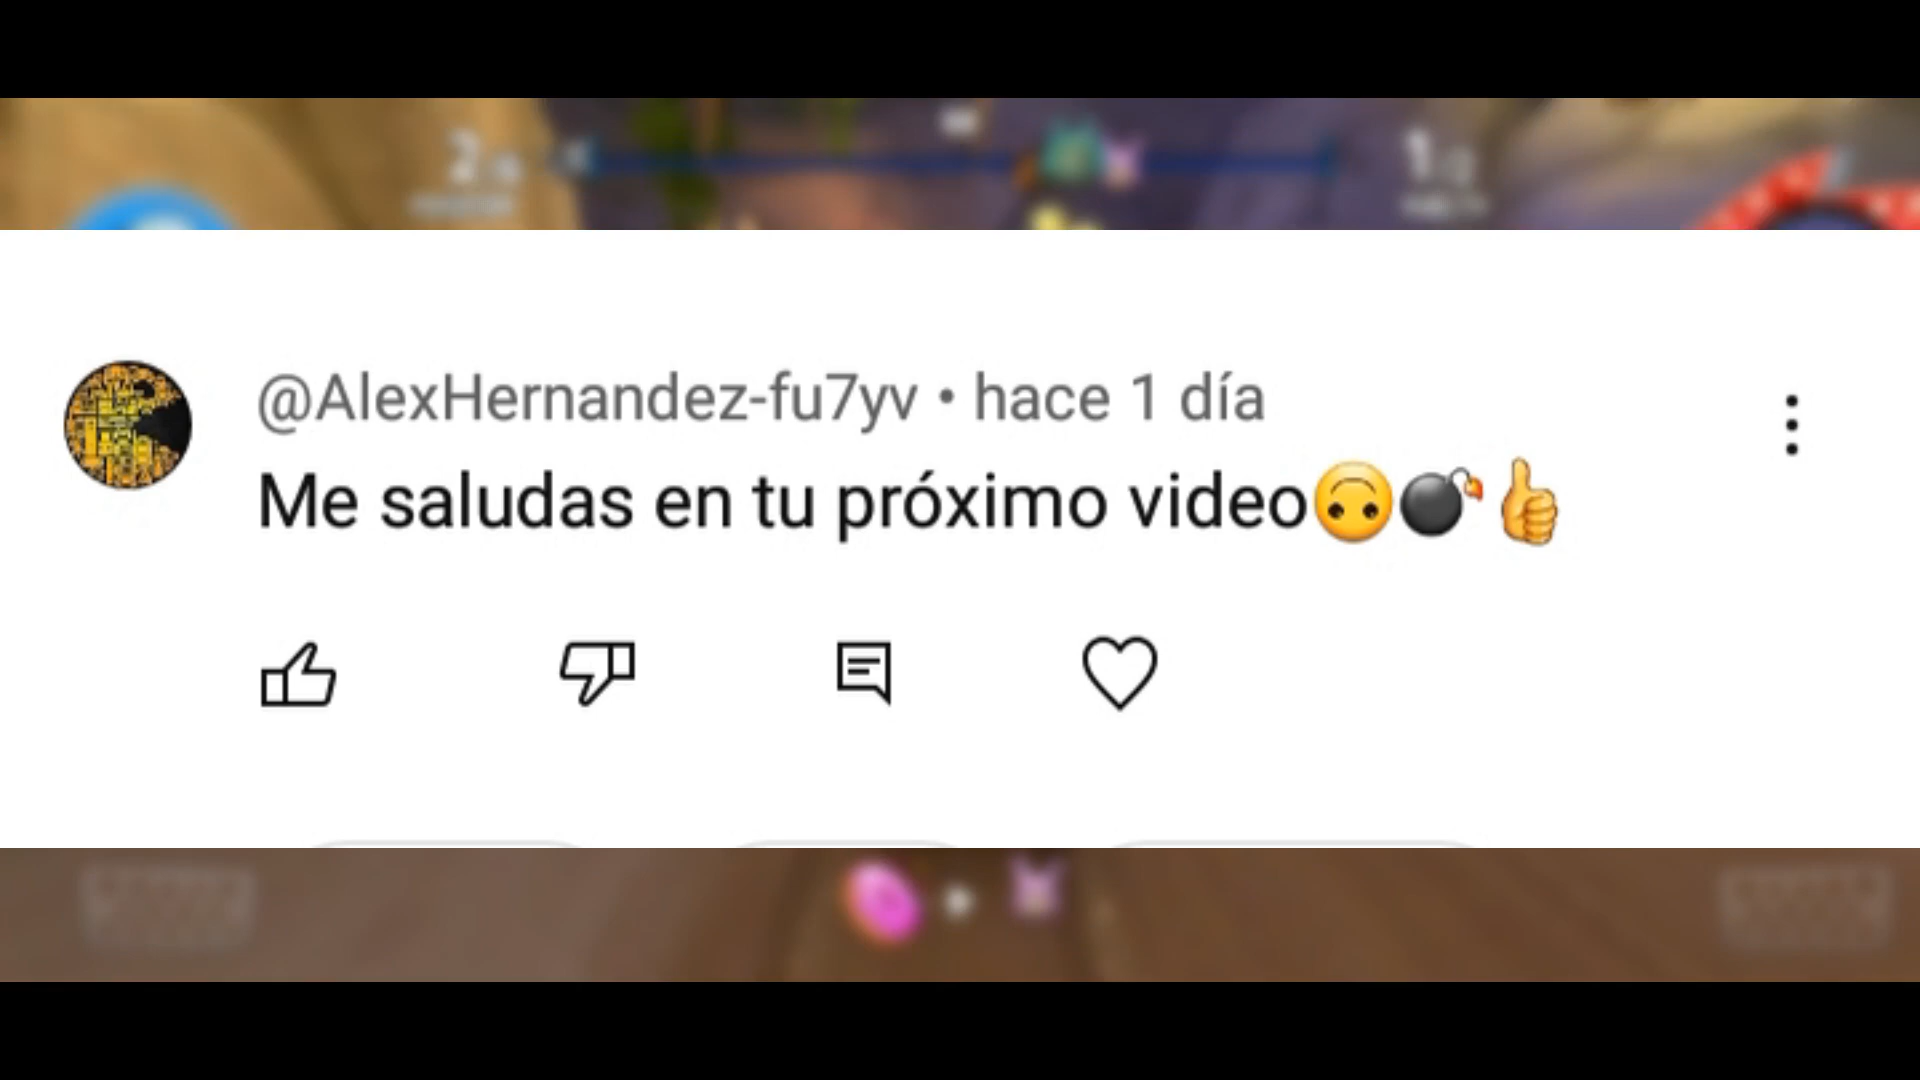 @AlexHernandez-fu7yv • hace 1 día
Me saludas en tu próximo video🙃💣👍